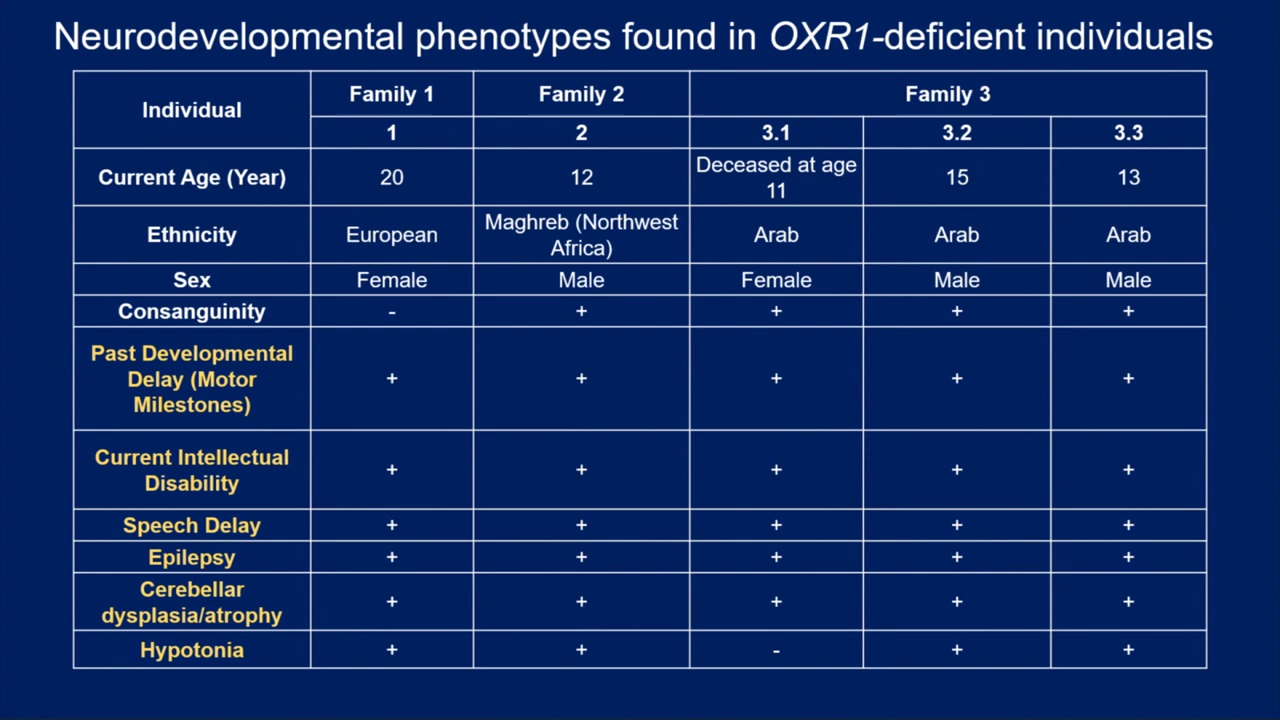 Neurodevelopmental phenotypes found in OXR1-deficient individuals
Individual Family 1 Family 2 Family 3
1 2 3.1 3.2 3.3
Current Age (Year) 20 12 Deceased at age 11 15 13
Ethnicity European Maghreb (Northwest Africa) Arab Arab Arab
Sex Female Male Female Male Male
Consanguinity - + + + +
Past Developmental Delay (Motor Milestones) + + + + +
Current Intellectual Disability + + + + +
Speech Delay + + + + +
Epilepsy + + + + +
Cerebellar dysplasia/atrophy + + + + +
Hypotonia + + - + +